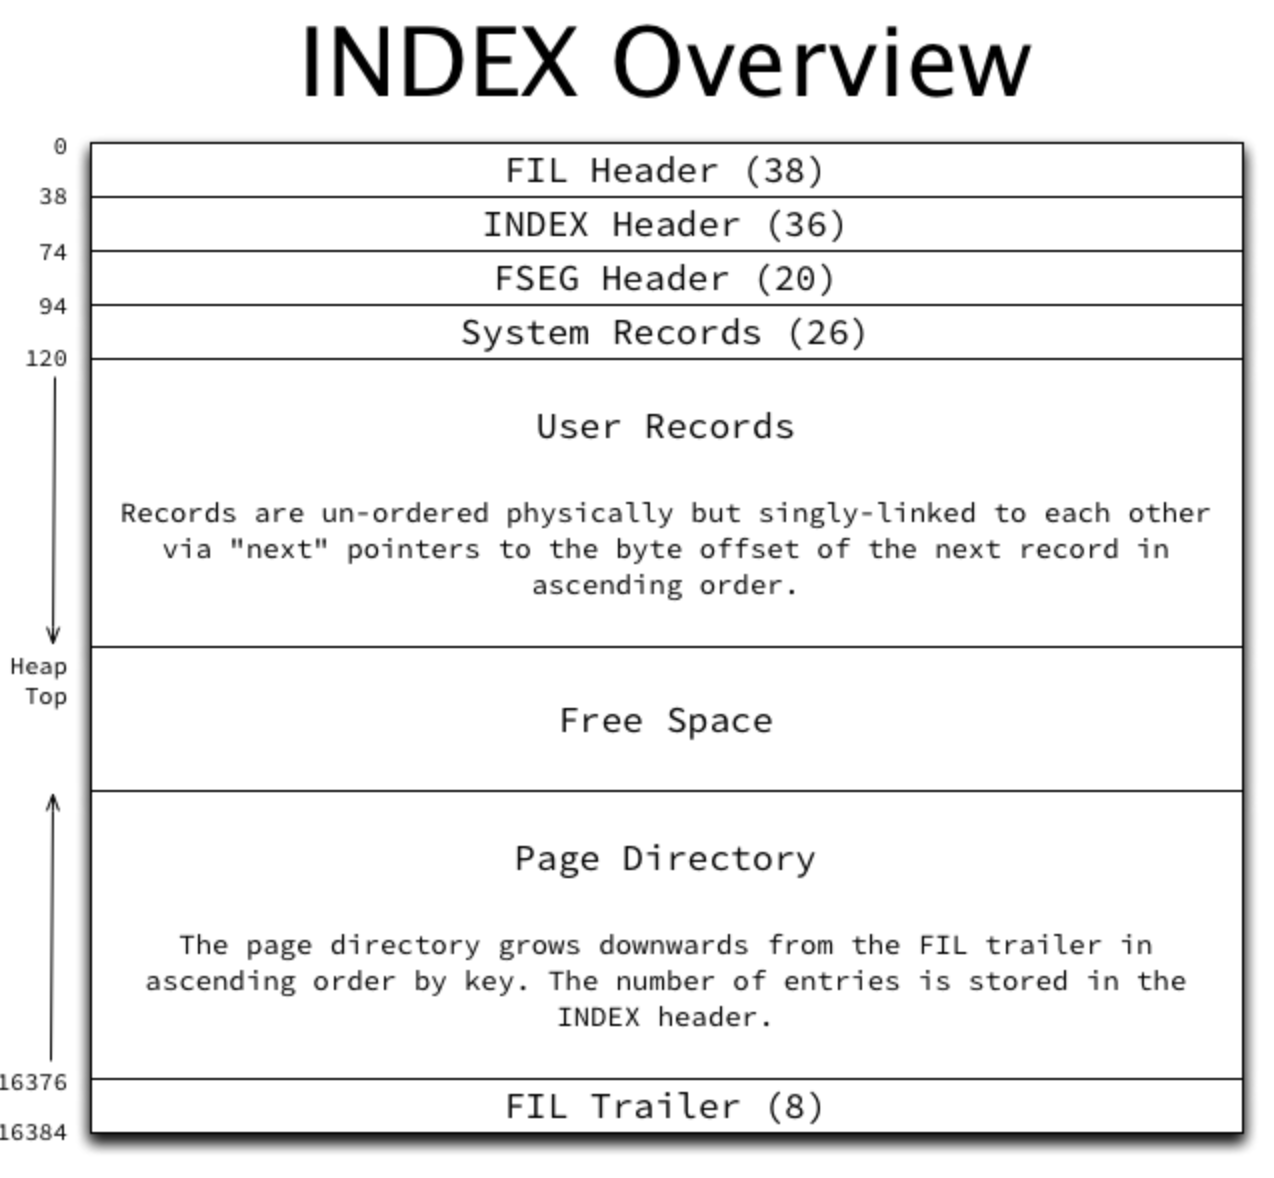 INDEX Overview
0
FIL Header (38)
38
INDEX Header (36)
74
FSEG Header (20)
94
System Records (26)
120
User Records
Records are un-ordered physically but singly-linked to each other
via "next" pointers to the byte offset of the next record in
ascending order.
Heap
Top
Free Space
Page Directory
The page directory grows downwards from the FIL trailer in
ascending order by key. The number of entries is stored in the
INDEX header.
16376
FIL Trailer (8)
16384